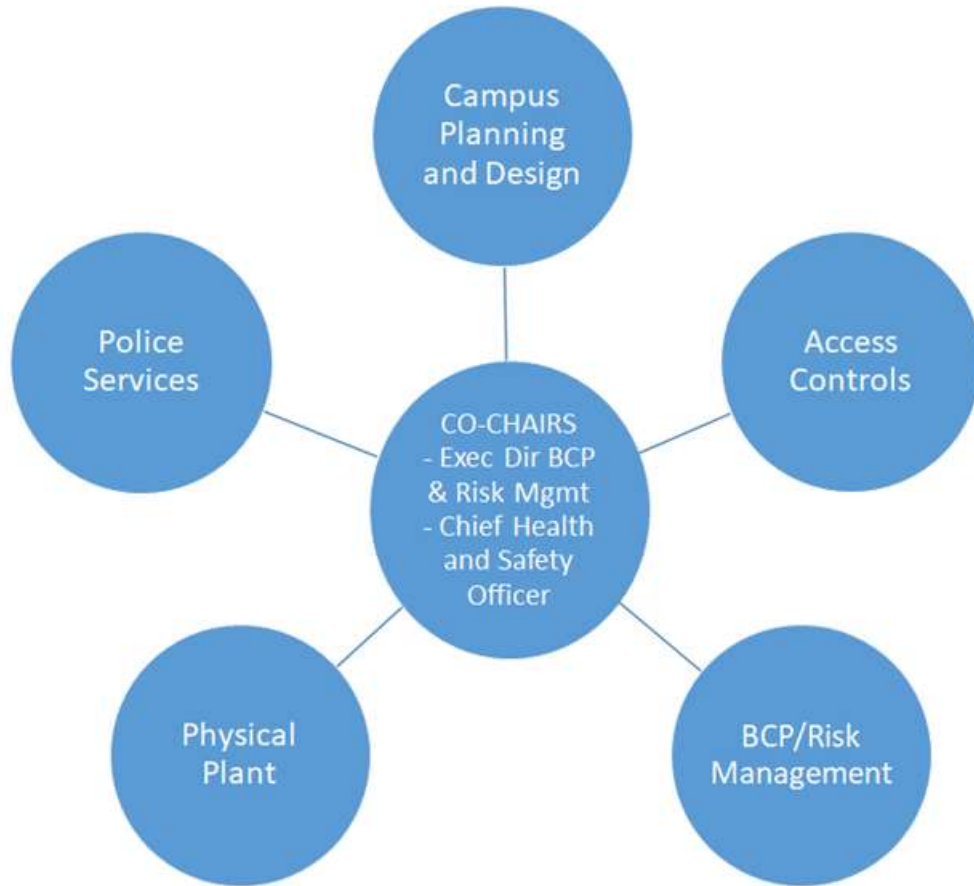 Campus
Planning
and Design
Police
Services
Access
Controls
CO-CHAIRS
- Exec Dir BCP
& Risk Mgmt
- Chief Health
and Safety
Officer
Physical
Plant
BCP/Risk
Management